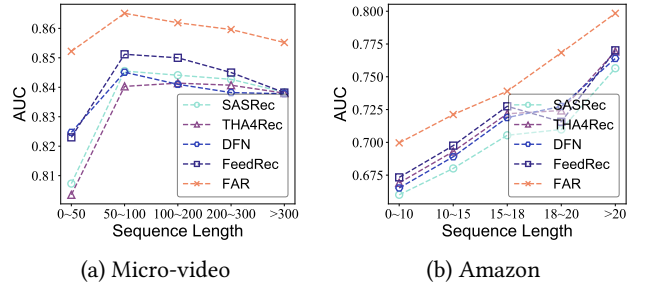 AUC
0.86
0.85
0.84
0.83
0.82
0.81
0~50
50~100
100~200
200~300
>300
Sequence Length
SASRec
THA4Rec
DFN
FeedRec
FAR
(a) Micro-video
AUC
0.800
0.775
0.750
0.725
0.700
0.675
0~10
10~15
15~18
18~20
>20
Sequence Length
SASRec
THA4Rec
DFN
FeedRec
FAR
(b) Amazon